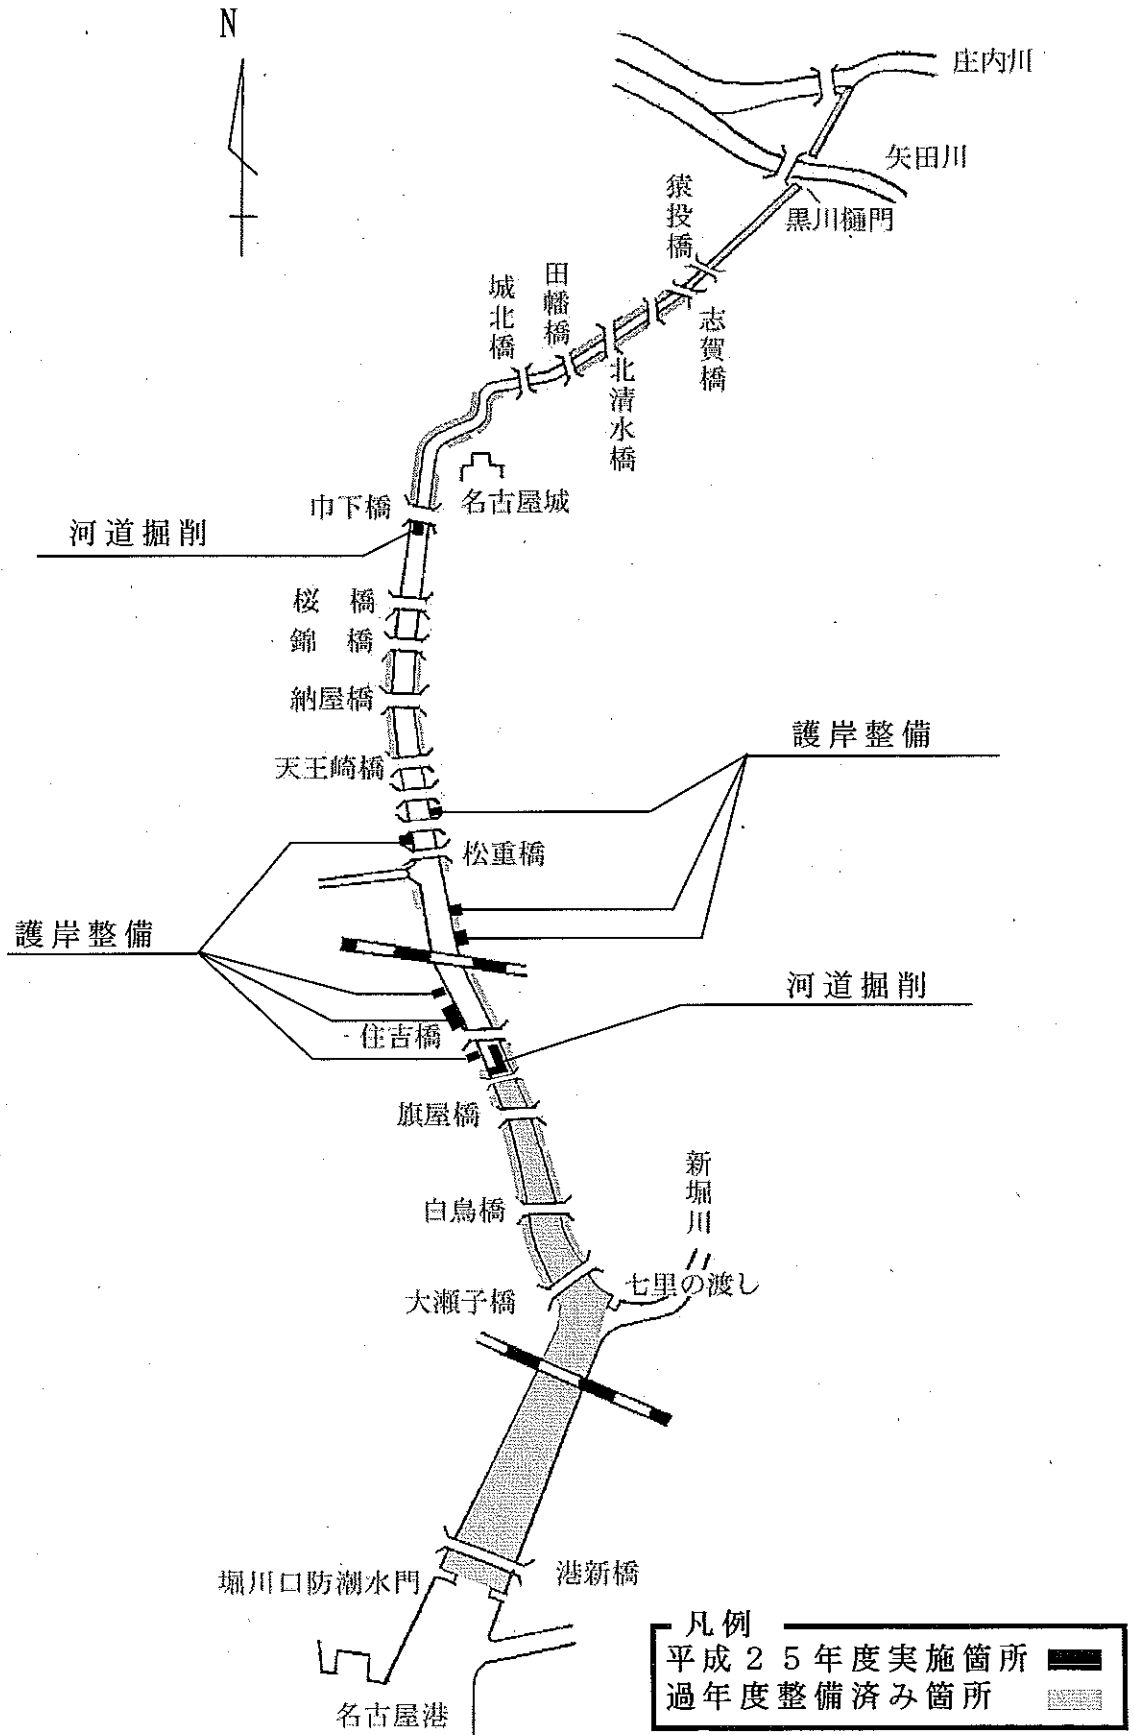 N
庄内川
矢田川
黒川樋門
猿投橋
志賀橋
田幡橋
城北橋
北清水橋
名古屋城
巾下橋
河道掘削
桜橋
錦橋
納屋橋
護岸整備
天王崎橋
松重橋
護岸整備
河道掘削
住吉橋
旗屋橋
新堀川
白鳥橋
七里の渡し
大瀬子橋
堀川口防潮水門
港新橋
名古屋港
凡例
平成25年度実施箇所
過年度整備済み箇所